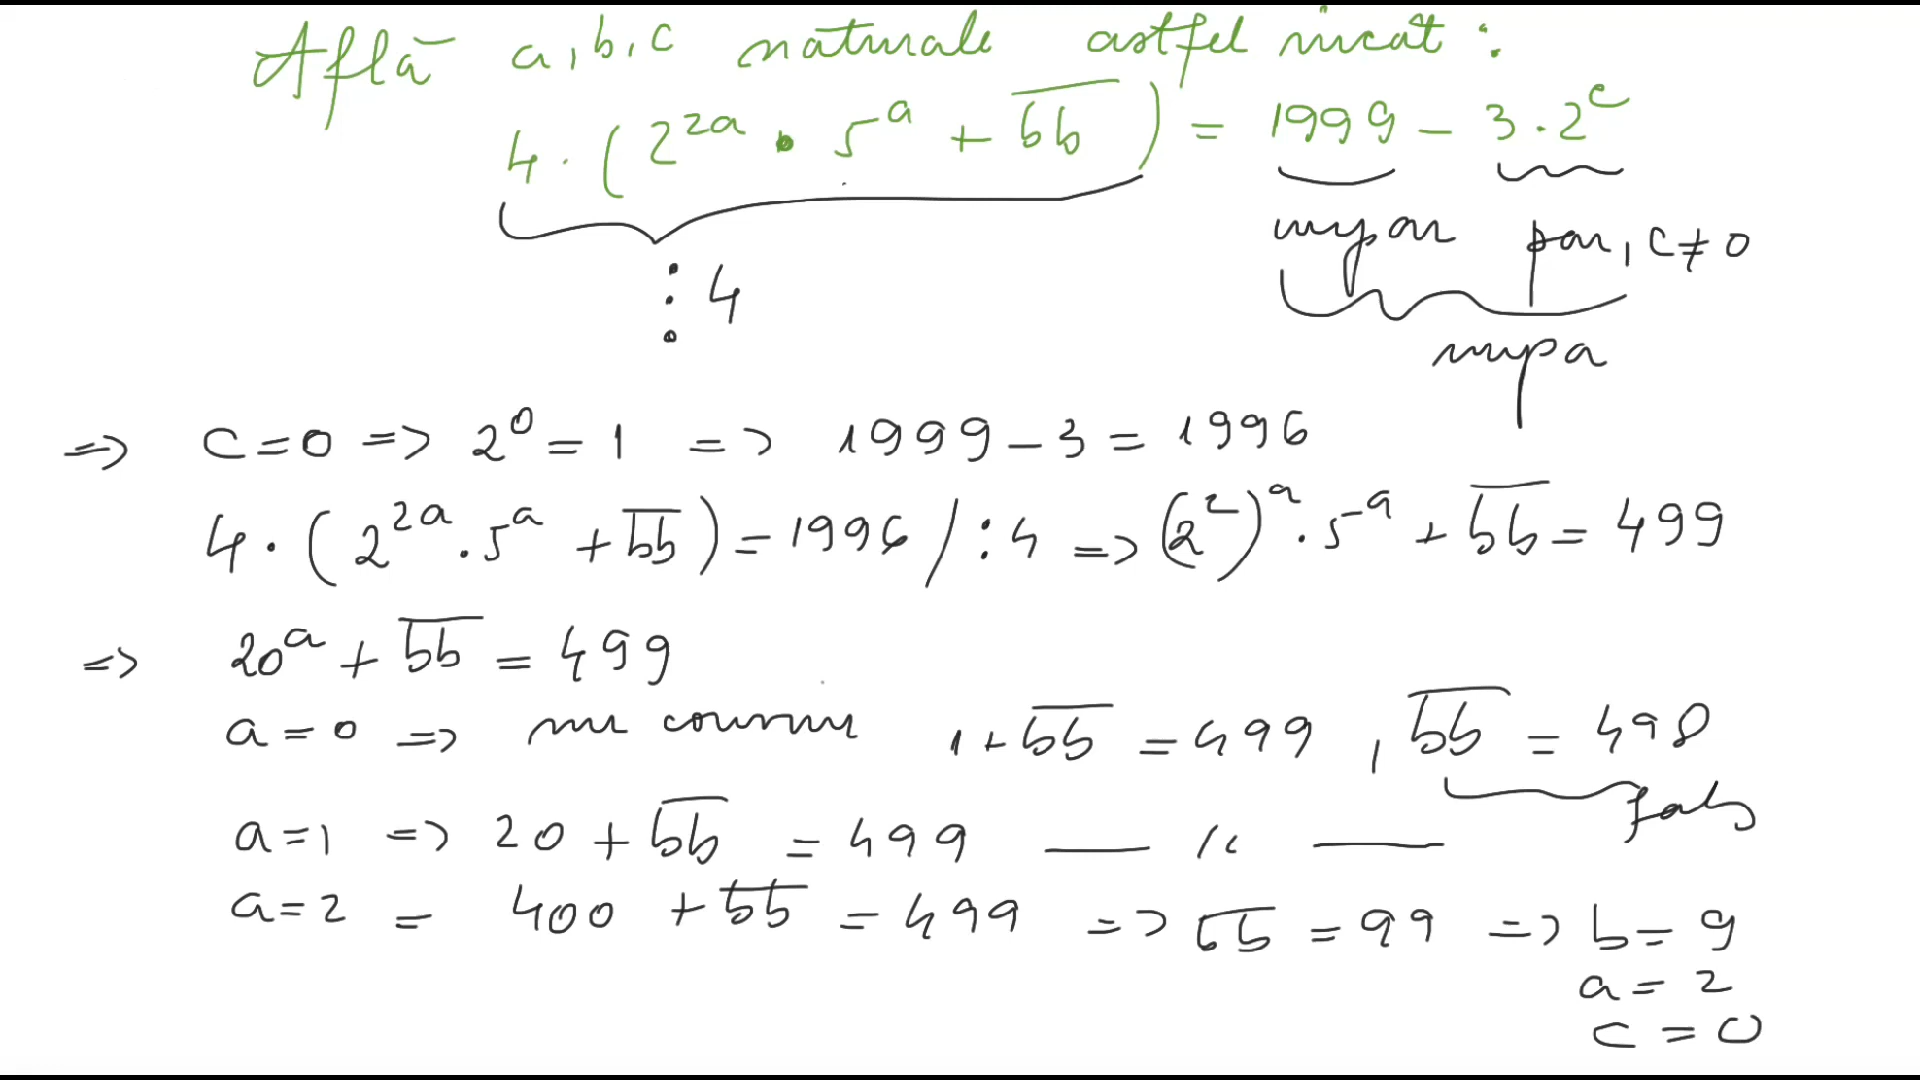 Află a, b, c naturale astfel încât :
4 · ( 2^{2a} · 5^a + \overline{bb} ) = 1999 - 3 · 2^c
impar par, c ≠ 0
⋮ 4
impar
=> c = 0 => 2^0 = 1 => 1999 - 3 = 1996
4 · ( 2^{2a} · 5^a + \overline{bb} ) = 1996 / : 4 => (2^2)^a · 5^a + \overline{bb} = 499
=> 20^a + \overline{bb} = 499
a = 0 => nu convine 1 + \overline{bb} = 499 , \overline{bb} = 498
fals
a = 1 => 20 + \overline{bb} = 499 — 〃 —
a = 2 = 400 + \overline{bb} = 499 => \overline{bb} = 99 => b = 9
a = 2
c = 0